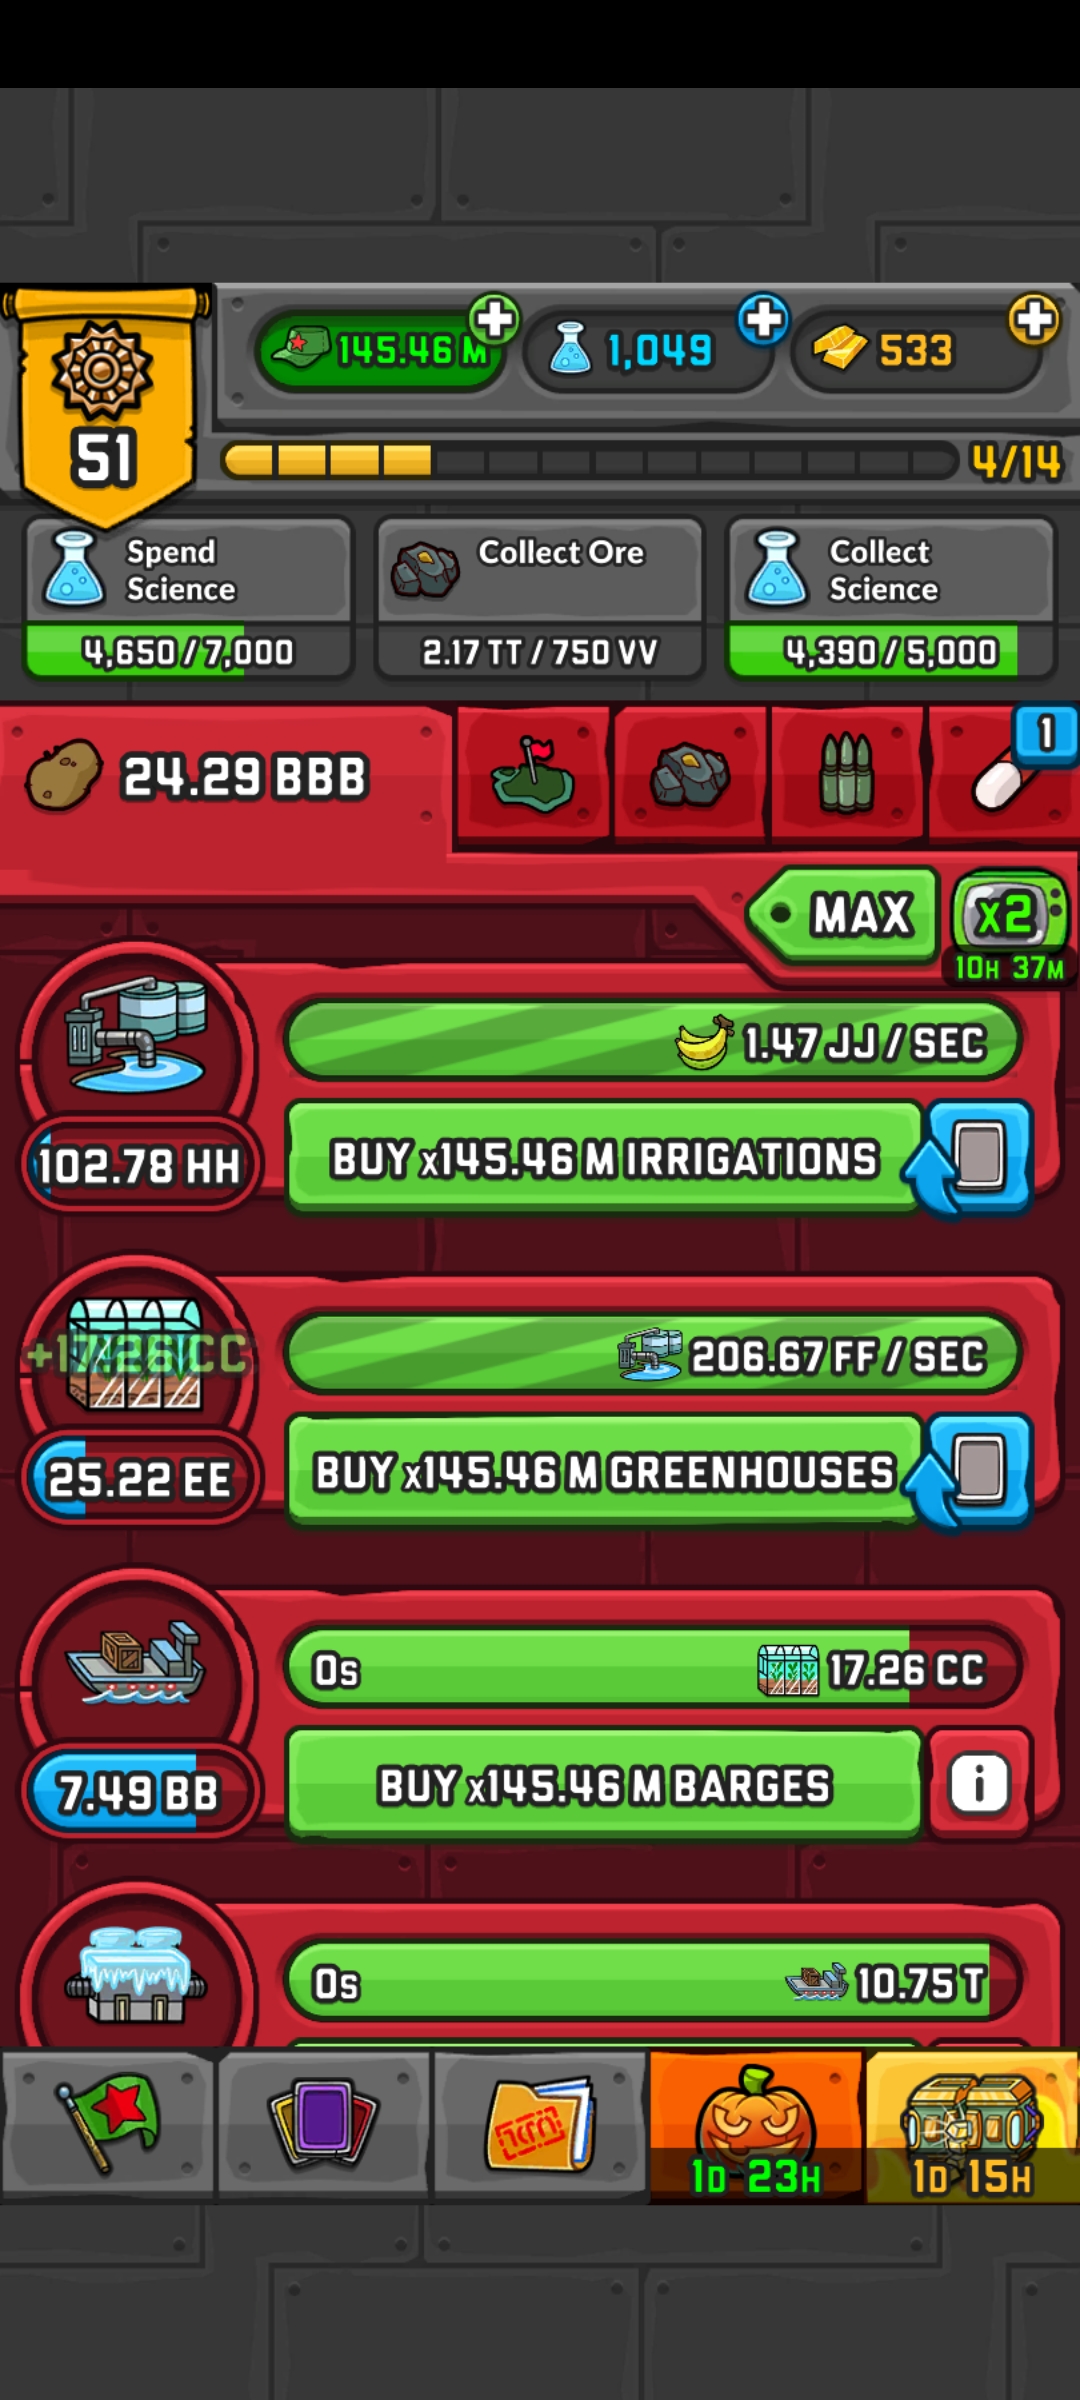 145.46 M
1,049
533
51
4/14
Spend
Science
4,650/7,000
Collect Ore
2.17 TT/750 VV
Collect
Science
4,390/5,000
24.29 BBB
1
MAX
x2
10H 37M
1.47 JJ/SEC
102.78 HH
BUY x145.46 M IRRIGATIONS
+17.26 CC
206.67 FF/SEC
25.22 EE
BUY x145.46 M GREENHOUSES
0s
17.26 CC
7.49 BB
BUY x145.46 M BARGES
i
0s
10.75 T
1D 23H
1D 15H